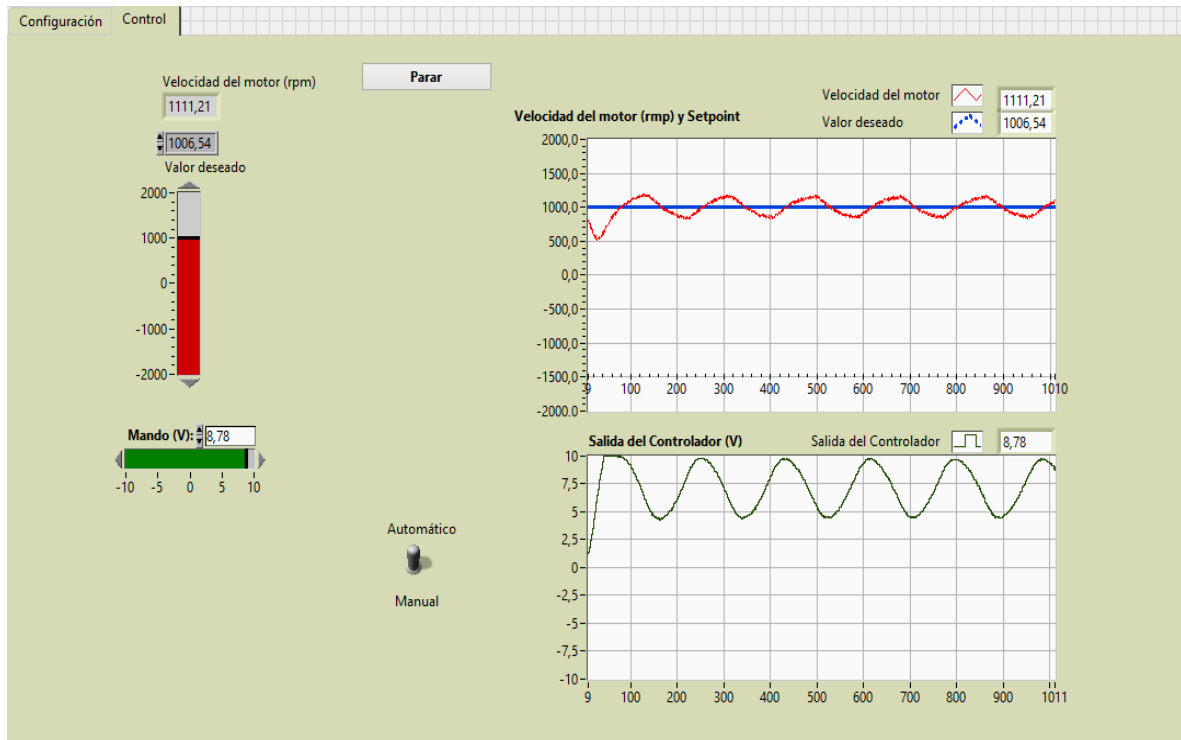 Configuración Control
Velocidad del motor (rpm)
1111,21
1006,54
Valor deseado
2000
1000
0
-1000
-2000
Mando (V): 8,78
-10 -5 0 5 10
Parar
Automático
Manual
Velocidad del motor (rmp) y Setpoint
Velocidad del motor 1111,21
Valor deseado 1006,54
2000,0
1500,0
1000,0
500,0
0,0
-500,0
-1000,0
-1500,0
-2000.0
9 100 200 300 400 500 600 700 800 900 1010
Salida del Controlador (V)
Salida del Controlador 8,78
10
7,5
5
2,5
0
-2,5
-5
-7,5
-10
9 100 200 300 400 500 600 700 800 900 1011